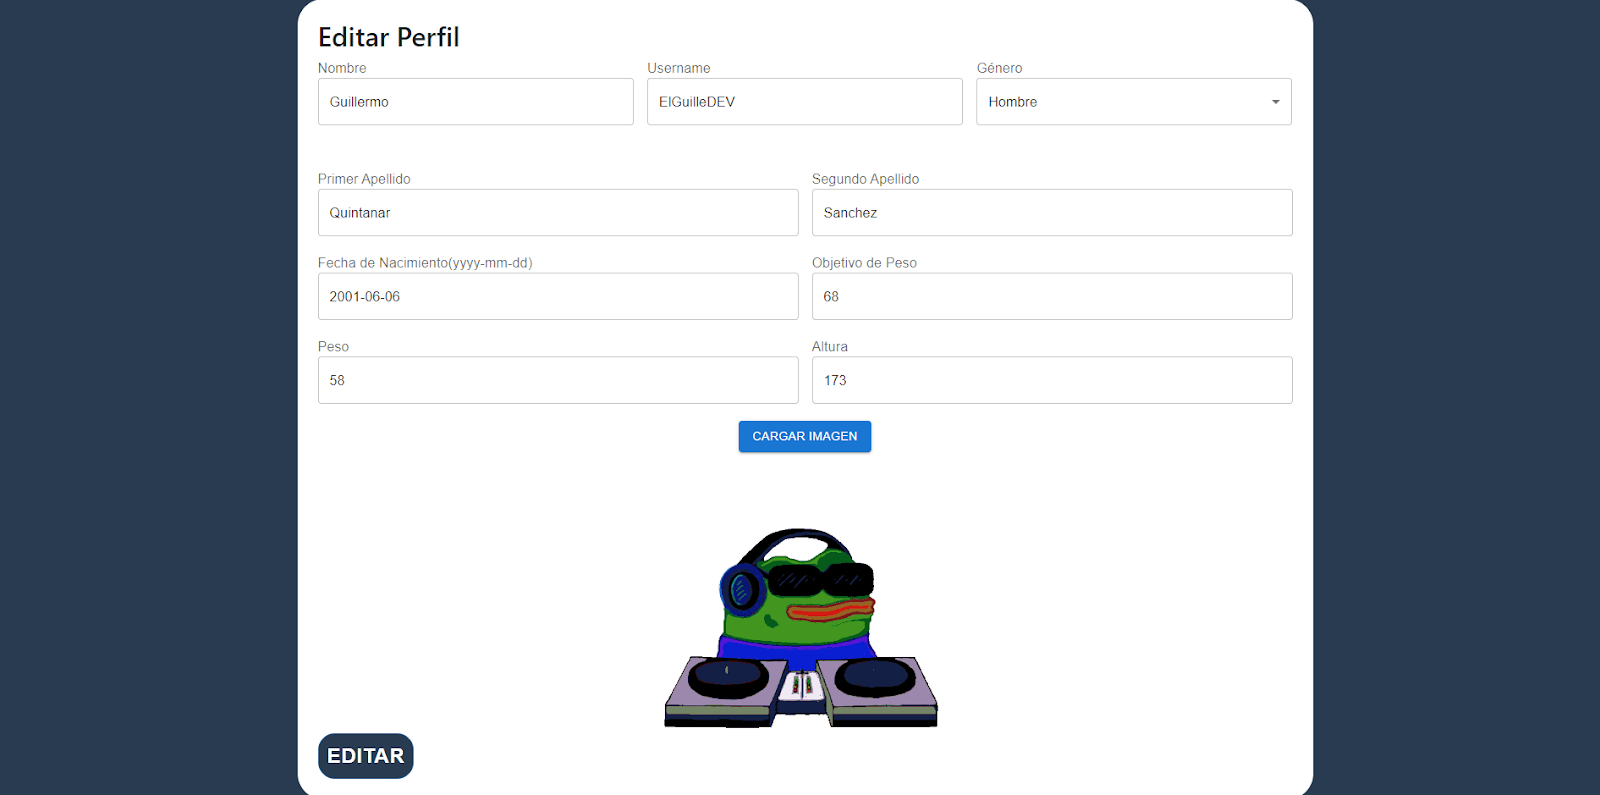 Editar Perfil
Nombre
Username
Género
Guillermo
ElGuilleDEV
Hombre
Primer Apellido
Segundo Apellido
Quintanar
Sanchez
Fecha de Nacimiento(yyyy-mm-dd)
Objetivo de Peso
2001-06-06
68
Peso
Altura
58
173
CARGAR IMAGEN
EDITAR